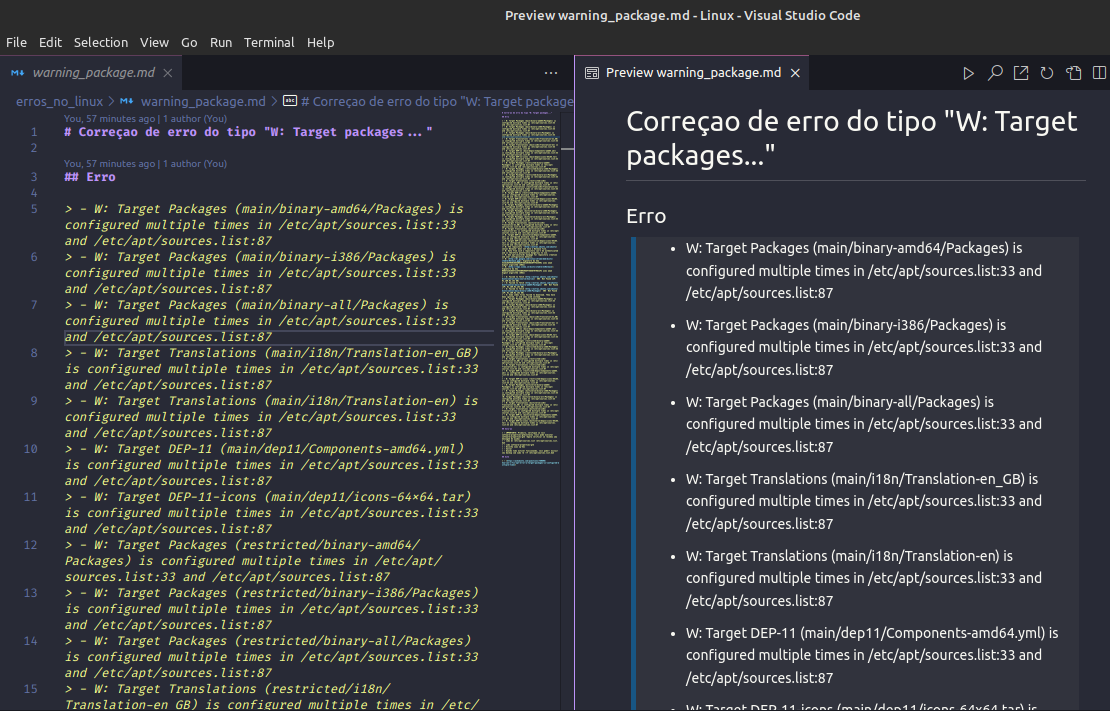 Preview warning_package.md - Linux - Visual Studio Code
File Edit Selection View Go Run Terminal Help
warning_package.md
erros_no_linux > warning_package.md > # Correçao de erro do tipo "W: Target package
You, 57 minutes ago | 1 author (You)
1 # Correçao de erro do tipo "W: Target packages..."
2
You, 57 minutes ago | 1 author (You)
3 ## Erro
4
5 > - W: Target Packages (main/binary-amd64/Packages) is
configured multiple times in /etc/apt/sources.list:33
and /etc/apt/sources.list:87
6 > - W: Target Packages (main/binary-i386/Packages) is
configured multiple times in /etc/apt/sources.list:33
and /etc/apt/sources.list:87
7 > - W: Target Packages (main/binary-all/Packages) is
configured multiple times in /etc/apt/sources.list:33
and /etc/apt/sources.list:87
8 > - W: Target Translations (main/i18n/Translation-en_GB)
is configured multiple times in /etc/apt/sources.list:33
and /etc/apt/sources.list:87
9 > - W: Target Translations (main/i18n/Translation-en) is
configured multiple times in /etc/apt/sources.list:33
and /etc/apt/sources.list:87
10 > - W: Target DEP-11 (main/dep11/Components-amd64.yml)
is configured multiple times in /etc/apt/sources.list:33
and /etc/apt/sources.list:87
11 > - W: Target DEP-11-icons (main/dep11/icons-64×64.tar)
is configured multiple times in /etc/apt/sources.list:33
and /etc/apt/sources.list:87
12 > - W: Target Packages (restricted/binary-amd64/
Packages) is configured multiple times in /etc/apt/
sources.list:33 and /etc/apt/sources.list:87
13 > - W: Target Packages (restricted/binary-i386/Packages)
is configured multiple times in /etc/apt/sources.list:33
and /etc/apt/sources.list:87
14 > - W: Target Packages (restricted/binary-all/Packages)
is configured multiple times in /etc/apt/sources.list:33
and /etc/apt/sources.list:87
15 > - W: Target Translations (restricted/i18n/
Translation-en_GB) is configured multiple times in /etc/
Preview warning_package.md
Correçao de erro do tipo "W: Target
packages..."
Erro
• W: Target Packages (main/binary-amd64/Packages) is
configured multiple times in /etc/apt/sources.list:33 and
/etc/apt/sources.list:87
• W: Target Packages (main/binary-i386/Packages) is
configured multiple times in /etc/apt/sources.list:33 and
/etc/apt/sources.list:87
• W: Target Packages (main/binary-all/Packages) is
configured multiple times in /etc/apt/sources.list:33 and
/etc/apt/sources.list:87
• W: Target Translations (main/i18n/Translation-en_GB) is
configured multiple times in /etc/apt/sources.list:33 and
/etc/apt/sources.list:87
• W: Target Translations (main/i18n/Translation-en) is
configured multiple times in /etc/apt/sources.list:33 and
/etc/apt/sources.list:87
• W: Target DEP-11 (main/dep11/Components-amd64.yml) is
configured multiple times in /etc/apt/sources.list:33 and
/etc/apt/sources.list:87
• W: Target DEP-11-icons (main/dep11/icons-64x64.tar) is